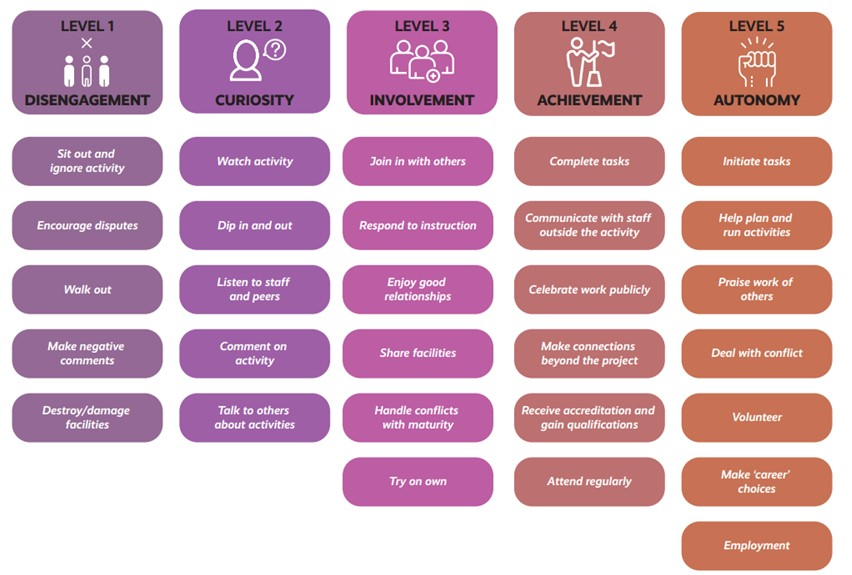 LEVEL 1
DISENGAGEMENT
Sit out and
ignore activity
Encourage disputes
Walk out
Make negative
comments
Destroy/damage
facilities
LEVEL 2
?
CURIOSITY
Watch activity
Dip in and out
Listen to staff
and peers
Comment on
activity
Talk to others
about activities
LEVEL 3
INVOLVEMENT
Join in with others
Respond to instruction
Enjoy good
relationships
Share facilities
Handle conflicts
with maturity
Try on own
LEVEL 4
ACHIEVEMENT
Complete tasks
Communicate with staff
outside the activity
Celebrate work publicly
Make connections
beyond the project
Receive accreditation and
gain qualifications
Attend regularly
LEVEL 5
AUTONOMY
Initiate tasks
Help plan and
run activities
Praise work of
others
Deal with conflict
Volunteer
Make ‘career’
choices
Employment